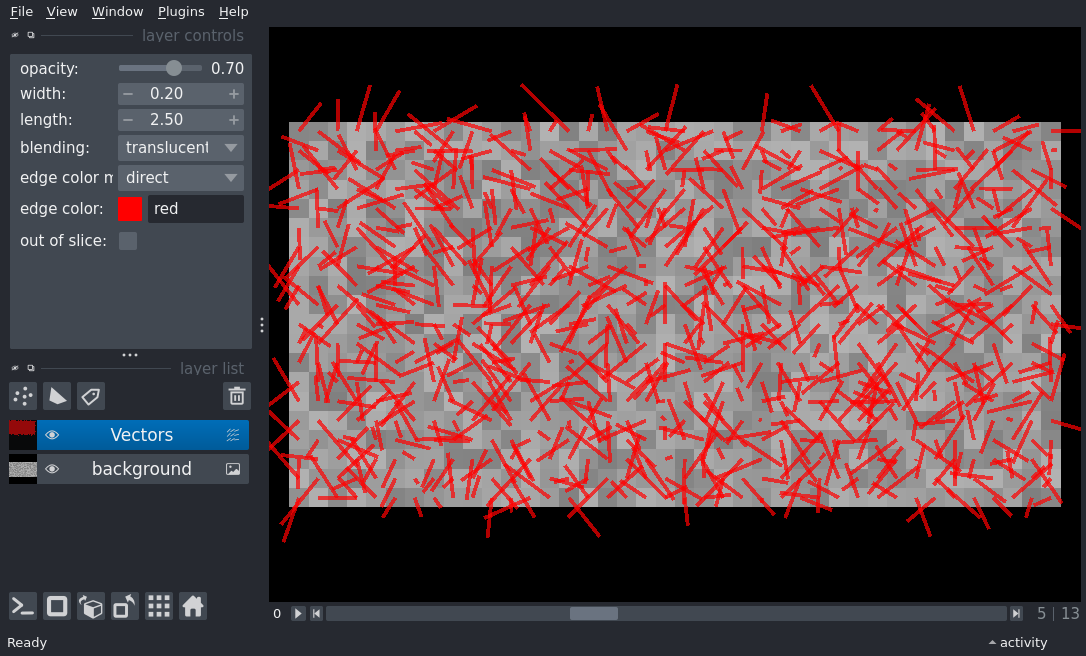 File View Window Plugins Help
layer controls
opacity: 0.70
width: 0.20
length: 2.50
blending: translucent
edge color m direct
edge color: red
out of slice:
layer list
Vectors
background
0 5 | 13
Ready activity